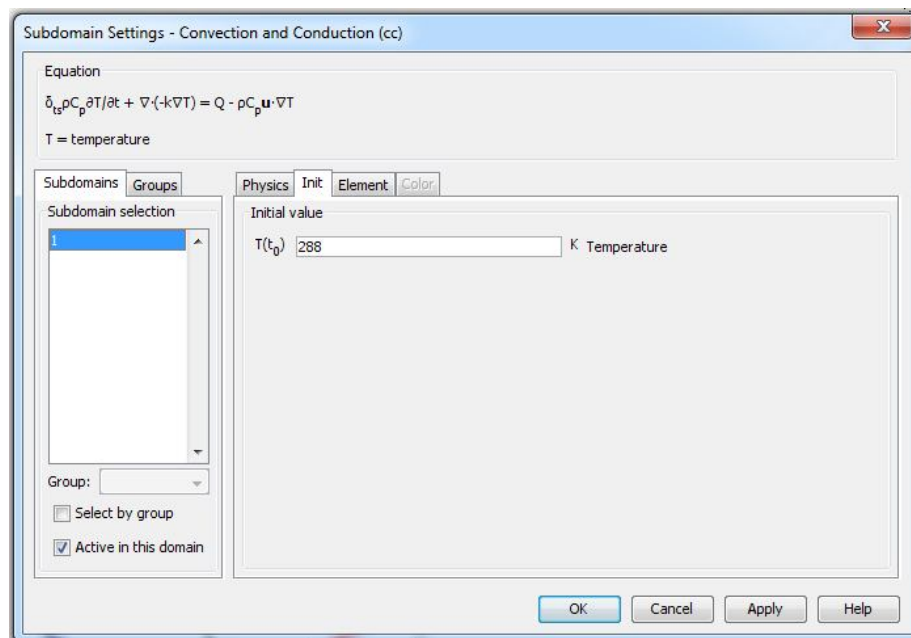 Subdomain Settings - Convection and Conduction (cc)
Equation
δtsρCp∂T/∂t + ∇·(-k∇T) = Q - ρCpu·∇T
T = temperature
Subdomains Groups
Physics Init Element Color
Subdomain selection
1
Initial value
T(t0) 288 K Temperature
Group:
Select by group
Active in this domain
OK Cancel Apply Help